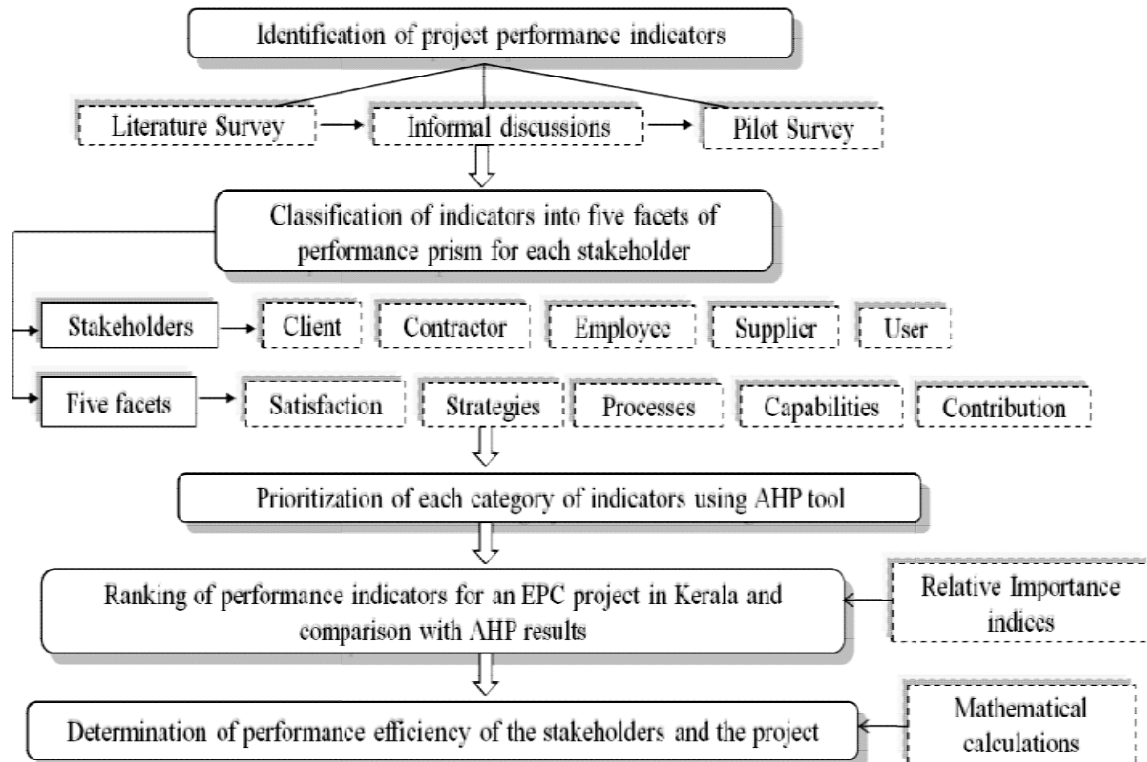 Identification of project performance indicators
Literature Survey
Informal discussions
Pilot Survey
Classification of indicators into five facets of
performance prism for each stakeholder
Stakeholders
Client
Contractor
Employee
Supplier
User
Five facets
Satisfaction
Strategies
Processes
Capabilities
Contribution
Prioritization of each category of indicators using AHP tool
Ranking of performance indicators for an EPC project in Kerala and
comparison with AHP results
Relative Importance
indices
Determination of performance efficiency of the stakeholders and the project
Mathematical
calculations